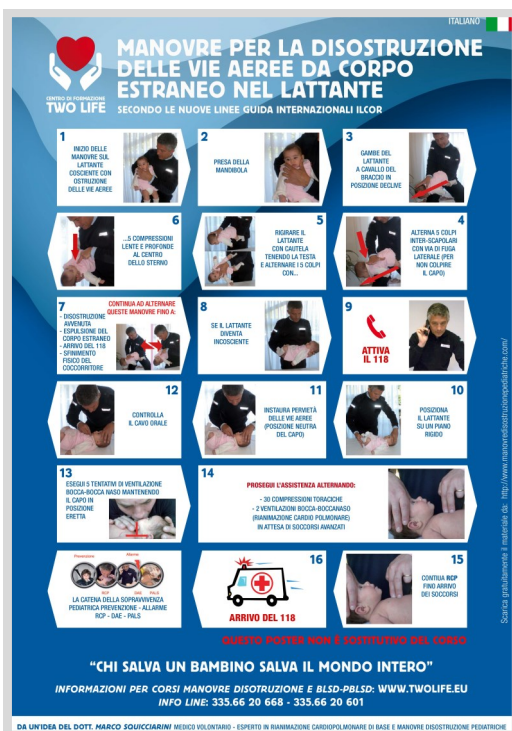 ITALIANO
MANOVRE PER LA DISOSTRUZIONE
DELLE VIE AEREE DA CORPO
ESTRANEO NEL LATTANTE
SECONDO LE NUOVE LINEE GUIDA INTERNAZIONALI ILCOR
CENTRO DI FORMAZIONE
TWO LIFE
1
INIZIO DELLE
MANOVRE SUL
LATTANTE
COSCIENTE CON
OSTRUZIONE
DELLE VIE AEREE
2
PRESA DELLA
MANDIBOLA
3
GAMBE DEL
LATTANTE
A CAVALLO DEL
BRACCIO IN
POSIZIONE DECLIVE
4
ALTERNA 5 COLPI
INTER-SCAPOLARI
CON VIA DI FUGA
LATERALE (PER
NON COLPIRE
IL CAPO)
5
RIGIRARE IL
LATTANTE
CON CAUTELA
TENENDO LA TESTA
E ALTERNARE I 5 COLPI
CON...
6
...5 COMPRESSIONI
LENTE E PROFONDE
AL CENTRO
DELLO STERNO
7
CONTINUA AD ALTERNARE
QUESTE MANOVRE FINO A:
- DISOSTRUZIONE
AVVENUTA
- ESPULSIONE DEL
CORPO ESTRANEO
- ARRIVO DEL 118
- SFINIMENTO
FISICO DEL
COCCORRITORE
8
SE IL LATTANTE
DIVENTA
INCOSCIENTE
9
ATTIVA
IL 118
10
POSIZIONA
IL LATTANTE
SU UN PIANO
RIGIDO
11
INSTAURA PERVIETÀ
DELLE VIE AEREE
(POSIZIONE NEUTRA
DEL CAPO)
12
CONTROLLA
IL CAVO ORALE
13
ESEGUI 5 TENTATIVI DI VENTILAZIONE
BOCCA-BOCCA NASO MANTENENDO
IL CAPO IN
POSIZIONE
ERETTA
14
PROSEGUI L'ASSISTENZA ALTERNANDO:
- 30 COMPRESSIONI TORACICHE
- 2 VENTILAZIONI BOCCA-BOCCANASO
(RIANIMAZIONE CARDIO POLMONARE)
IN ATTESA DI SOCCORSI AVANZATI
15
CONTIUA RCP
FINO ARRIVO
DEI SOCCORSI
16
ARRIVO DEL 118
Prevenzione
Allarme
RCP
DAE
PALS
LA CATENA DELLA SOPRAVVIVENZA
PEDIATRICA PREVENZIONE - ALLARME
RCP - DAE - PALS
QUESTO POSTER NON È SOSTITUTIVO DEL CORSO
"CHI SALVA UN BAMBINO SALVA IL MONDO INTERO"
INFORMAZIONI PER CORSI MANOVRE DISOTRUZIONE E BLSD-PBLSD: WWW.TWOLIFE.EU
INFO LINE: 335.66 20 668 - 335.66 20 601
DA UN'IDEA DEL DOTT. MARCO SQUICCIARINI MEDICO VOLONTARIO - ESPERTO IN RIANIMAZIONE CARDIOPOLMONARE DI BASE E MANOVRE DISOSTRUZIONE PEDIATRICHE
Scarica gratuitamente il materiale da: http://www.manovredisostruzionepediatriche.com/